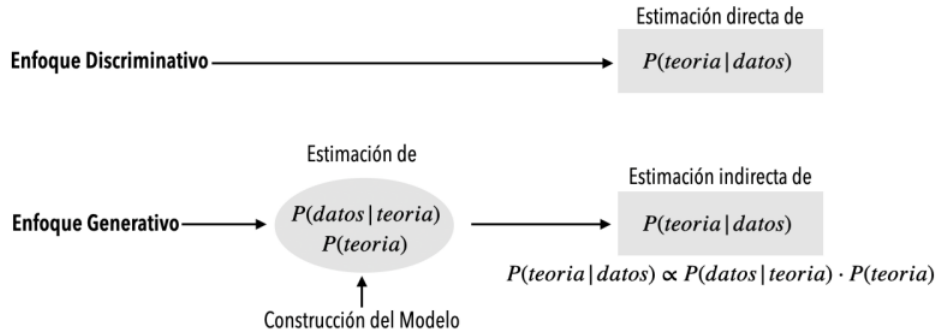 Estimación directa de
Enfoque Discriminativo
P(teoria|datos)
Estimación de
Estimación indirecta de
Enfoque Generativo
P(datos|teoria)
P(teoria)
P(teoria|datos)
P(teoria|datos) ∝ P(datos|teoria) · P(teoria)
Construcción del Modelo